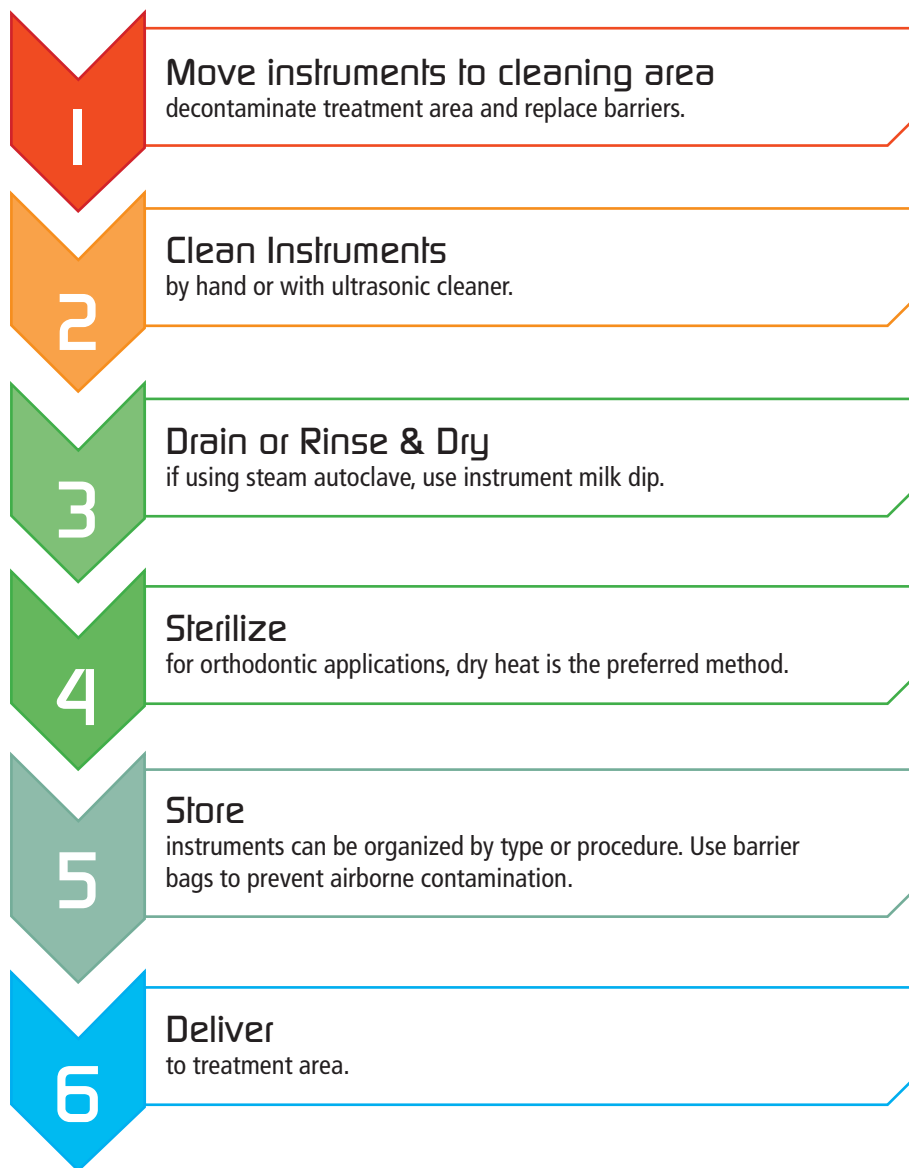 1
Move instruments to cleaning area
decontaminate treatment area and replace barriers.
2
Clean Instruments
by hand or with ultrasonic cleaner.
3
Drain or Rinse & Dry
if using steam autoclave, use instrument milk dip.
4
Sterilize
for orthodontic applications, dry heat is the preferred method.
5
Store
instruments can be organized by type or procedure. Use barrier
bags to prevent airborne contamination.
6
Deliver
to treatment area.